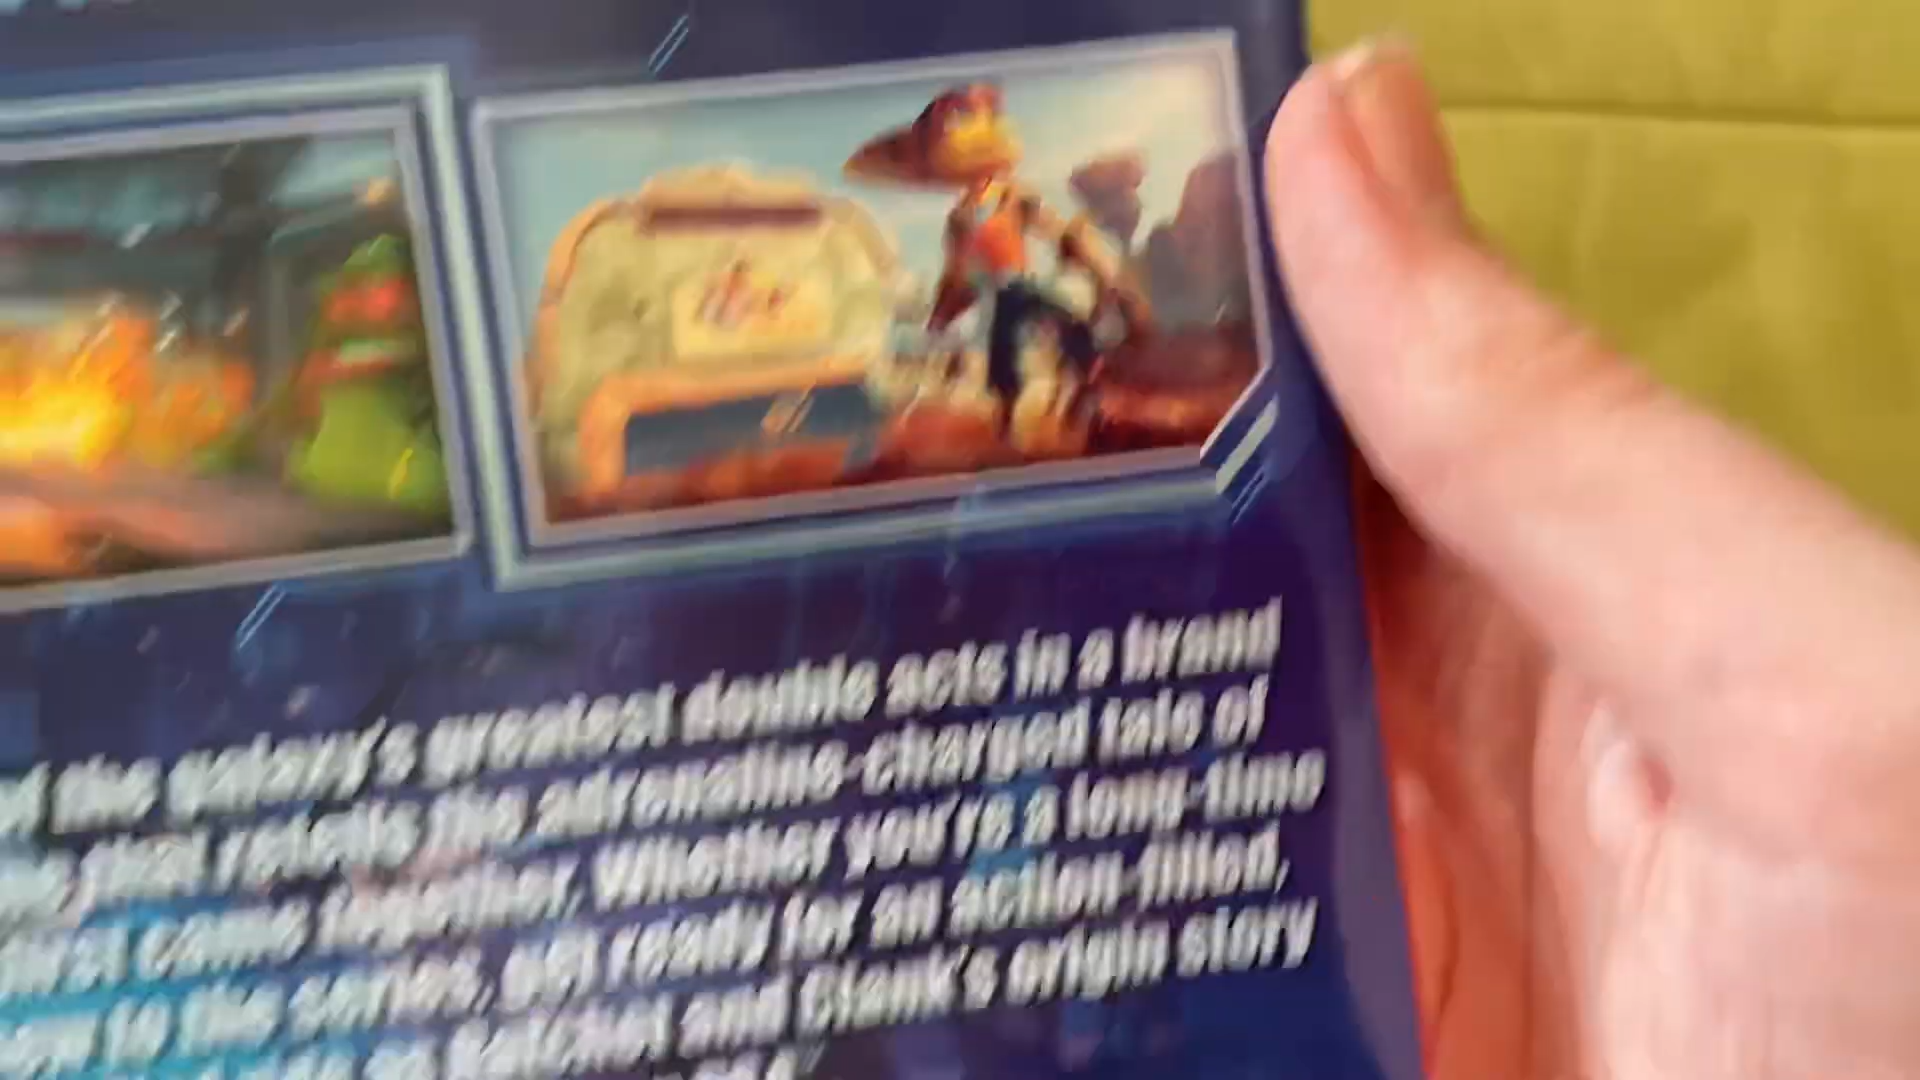 the galaxy's greatest double acts in a brand
that retells the adrenaline-charged tale of
first came together. Whether you're a long-time
to the series, get ready for an action-filled,
Ratchet and Clank's origin story